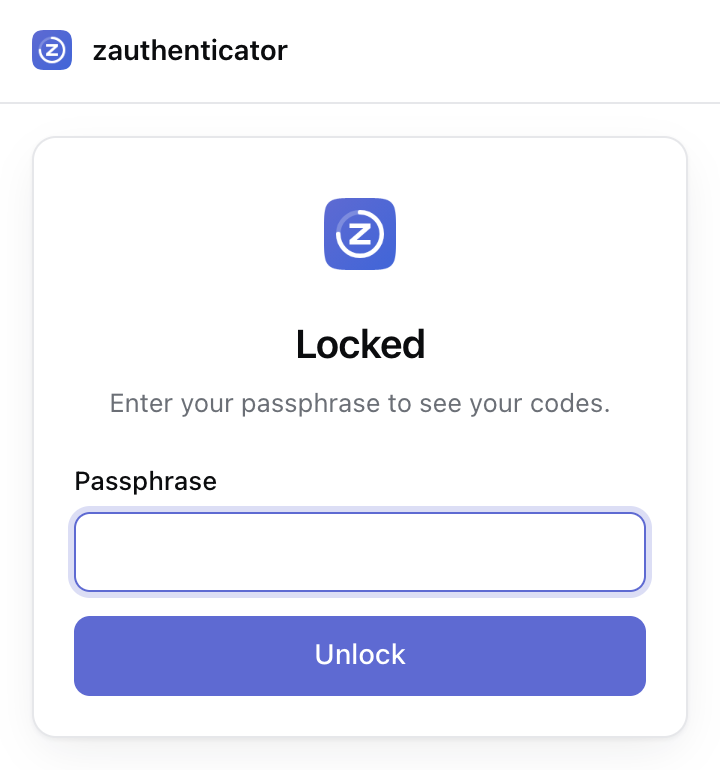 zauthenticator
Locked
Enter your passphrase to see your codes.
Passphrase
Unlock